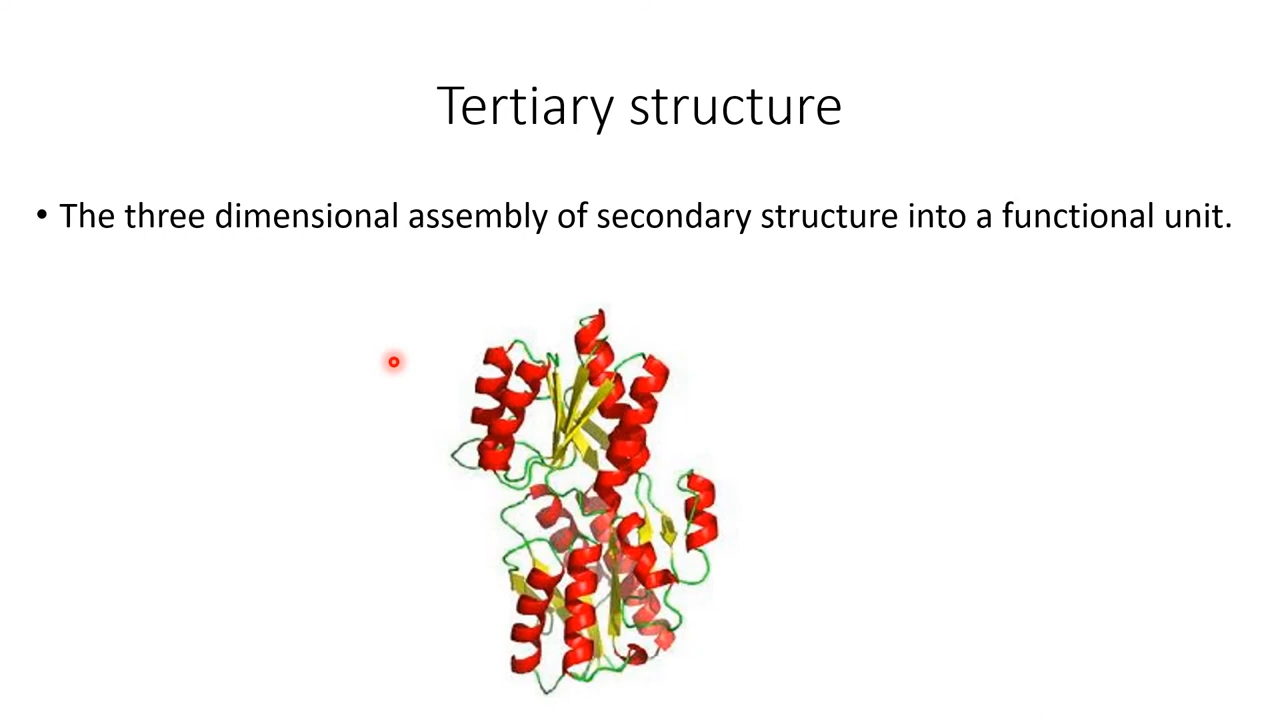 Tertiary structure
• The three dimensional assembly of secondary structure into a functional unit.